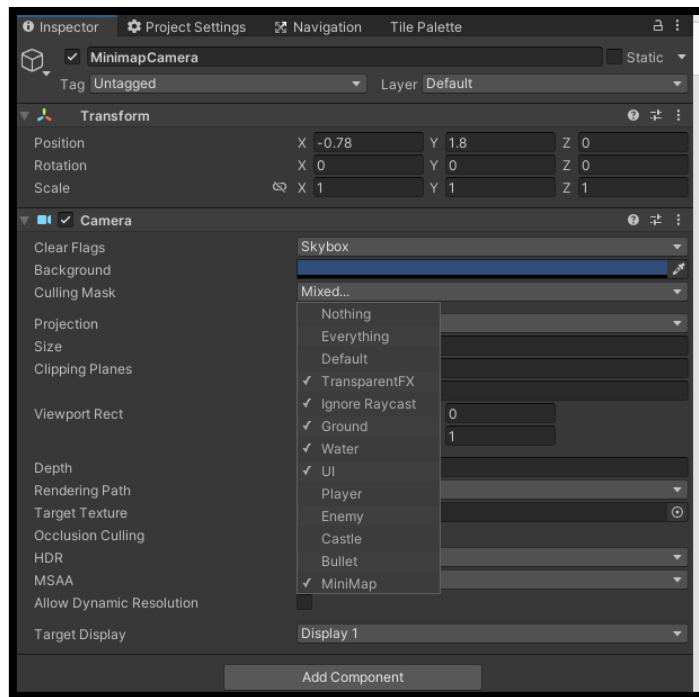 Inspector Project Settings Navigation Tile Palette
MinimapCamera Static
Tag Untagged Layer Default
Transform
Position X -0.78 Y 1.8 Z 0
Rotation X 0 Y 0 Z 0
Scale X 1 Y 1 Z 1
Camera
Clear Flags Skybox
Background
Culling Mask Mixed...
Nothing
Projection
Everything
Size
Default
Clipping Planes
TransparentFX
Ignore Raycast
Viewport Rect 0
Ground
1
Water
Depth
UI
Rendering Path
Player
Target Texture
Enemy
Occlusion Culling
Castle
HDR
Bullet
MSAA
MiniMap
Allow Dynamic Resolution
Target Display Display 1
Add Component